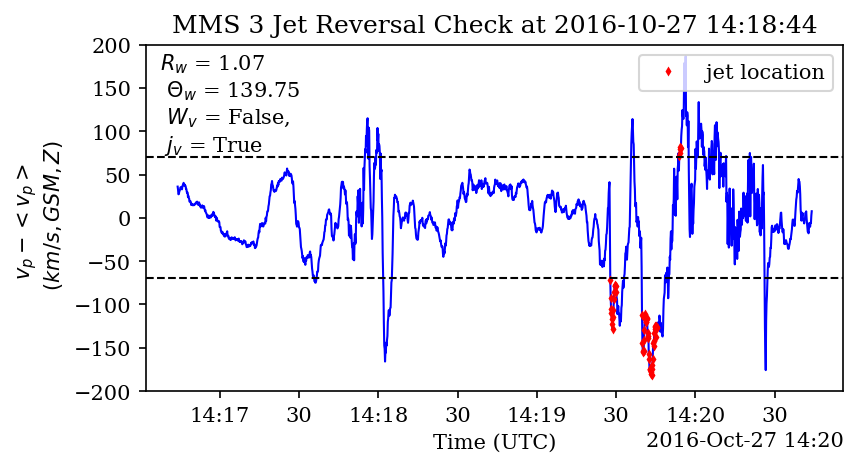 MMS 3 Jet Reversal Check at 2016-10-27 14:18:44
200
150
100
50
0
−50
−100
−150
−200
v_p − <v_p>
(km/s, GSM, Z)
R_w = 1.07
Θ_w = 139.75
W_v = False,
j_v = True
jet location
14:17 30 14:18 30 14:19 30 14:20 30
Time (UTC)
2016-Oct-27 14:20